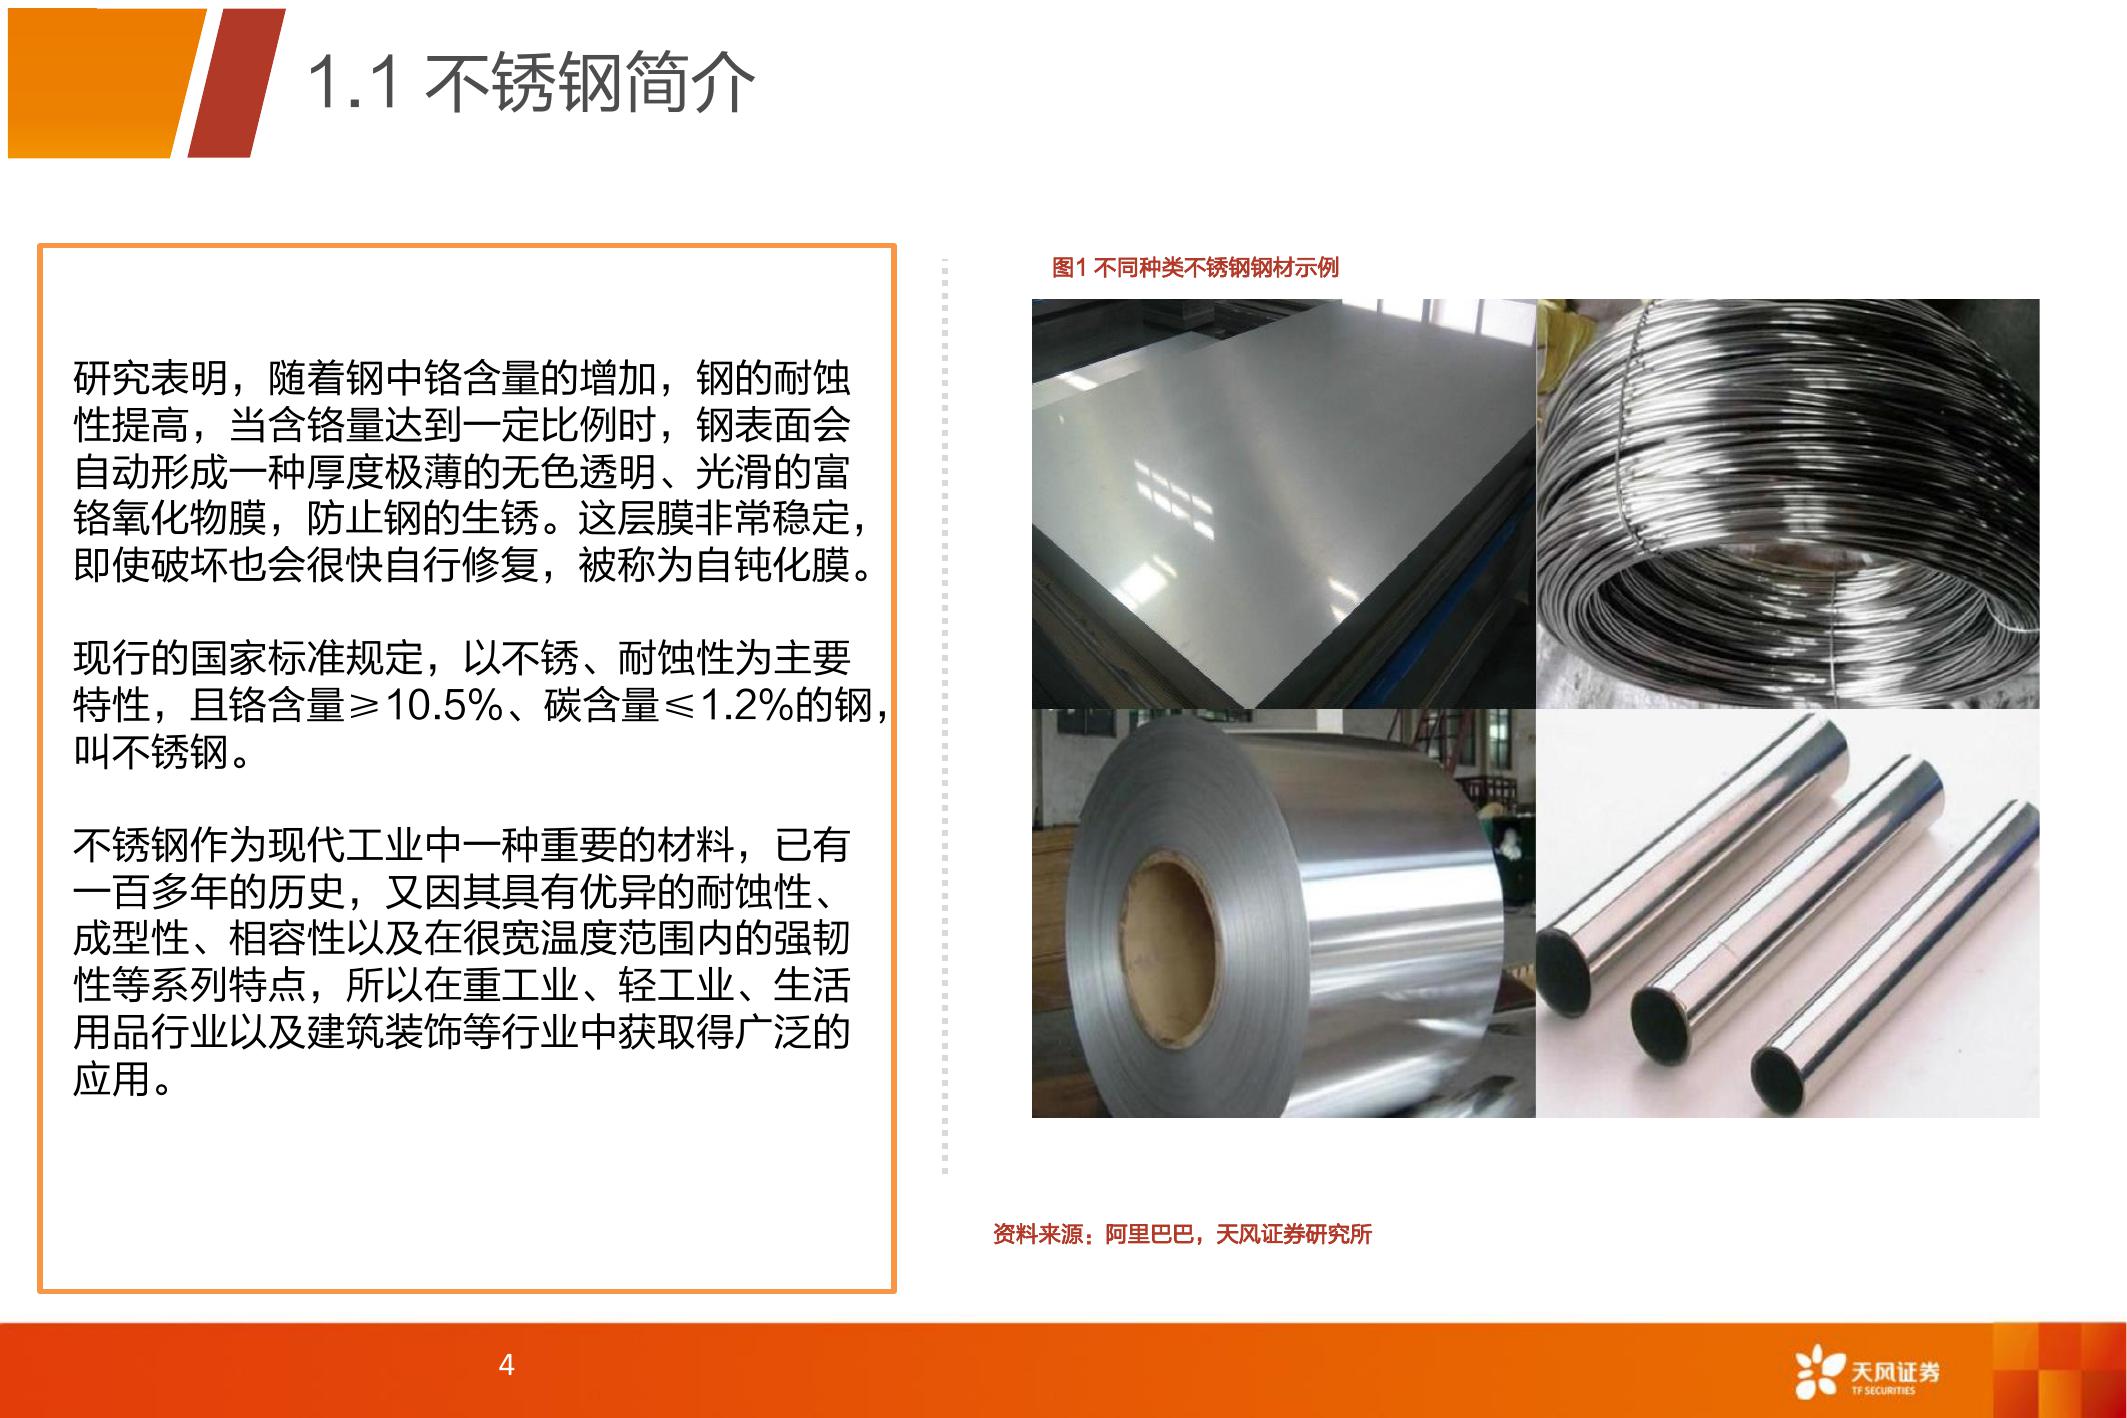 1.1 不锈钢简介
研究表明，随着钢中铬含量的增加，钢的耐蚀
性提高，当含铬量达到一定比例时，钢表面会
自动形成一种厚度极薄的无色透明、光滑的富
铬氧化物膜，防止钢的生锈。这层膜非常稳定，
即使破坏也会很快自行修复，被称为自钝化膜。
现行的国家标准规定，以不锈、耐蚀性为主要
特性，且铬含量≥10.5%、碳含量≤1.2%的钢，
叫不锈钢。
不锈钢作为现代工业中一种重要的材料，已有
一百多年的历史，又因其具有优异的耐蚀性、
成型性、相容性以及在很宽温度范围内的强韧
性等系列特点，所以在重工业、轻工业、生活
用品行业以及建筑装饰等行业中获取得广泛的
应用。
图1 不同种类不锈钢钢材示例
资料来源：阿里巴巴，天风证券研究所
4
天风证券
TF SECURITIES